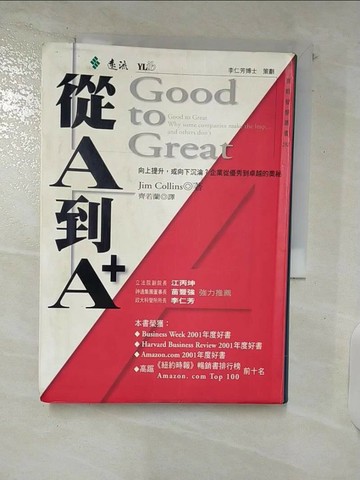 遠流 YLib
李仁芳博士 策劃
從A到A+
Good
to
Great
Good to Great
Why some companies make the leap...
and others don't
向上提升,或向下沉淪?企業從優秀到卓越的奧祕
Jim Collins◎著
齊若蘭◎譯
立法院副院長 江丙坤
神通集團董事長 苗豐強 強力推薦
政大科管所所長 李仁芳
本書榮獲:
◆Business Week 2001年度好書
◆Harvard Business Review 2001年度好書
◆Amazon.com 2001年度好書
◆高踞《紐約時報》暢銷書排行榜
Amazon. com Top 100 前十名